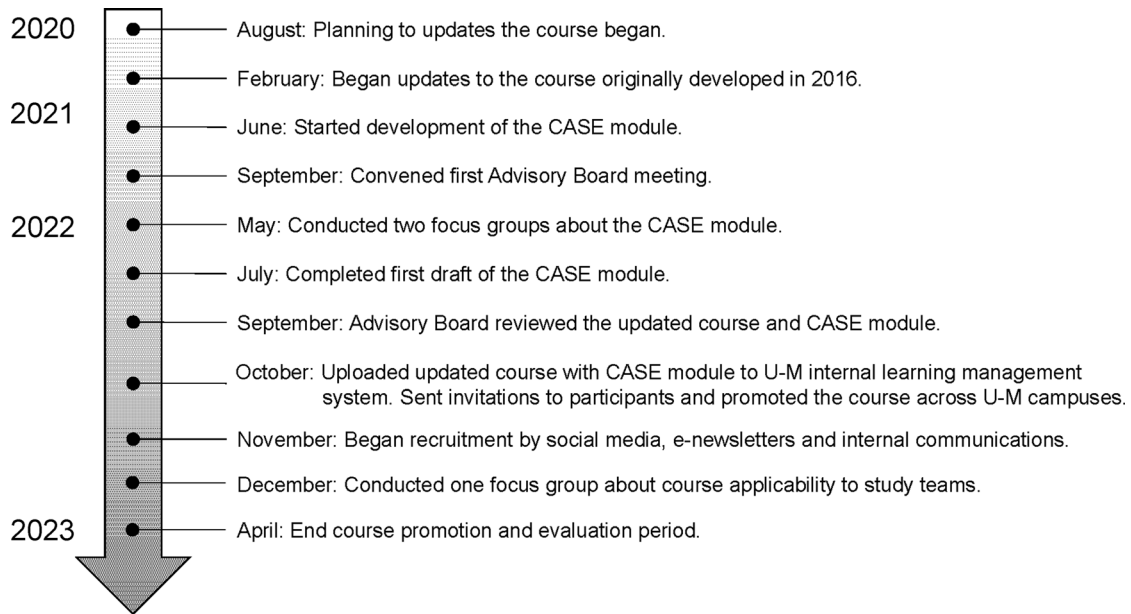 2020
August: Planning to updates the course began.
February: Began updates to the course originally developed in 2016.
2021
June: Started development of the CASE module.
September: Convened first Advisory Board meeting.
2022
May: Conducted two focus groups about the CASE module.
July: Completed first draft of the CASE module.
September: Advisory Board reviewed the updated course and CASE module.
October: Uploaded updated course with CASE module to U-M internal learning management
system. Sent invitations to participants and promoted the course across U-M campuses.
November: Began recruitment by social media, e-newsletters and internal communications.
December: Conducted one focus group about course applicability to study teams.
2023
April: End course promotion and evaluation period.